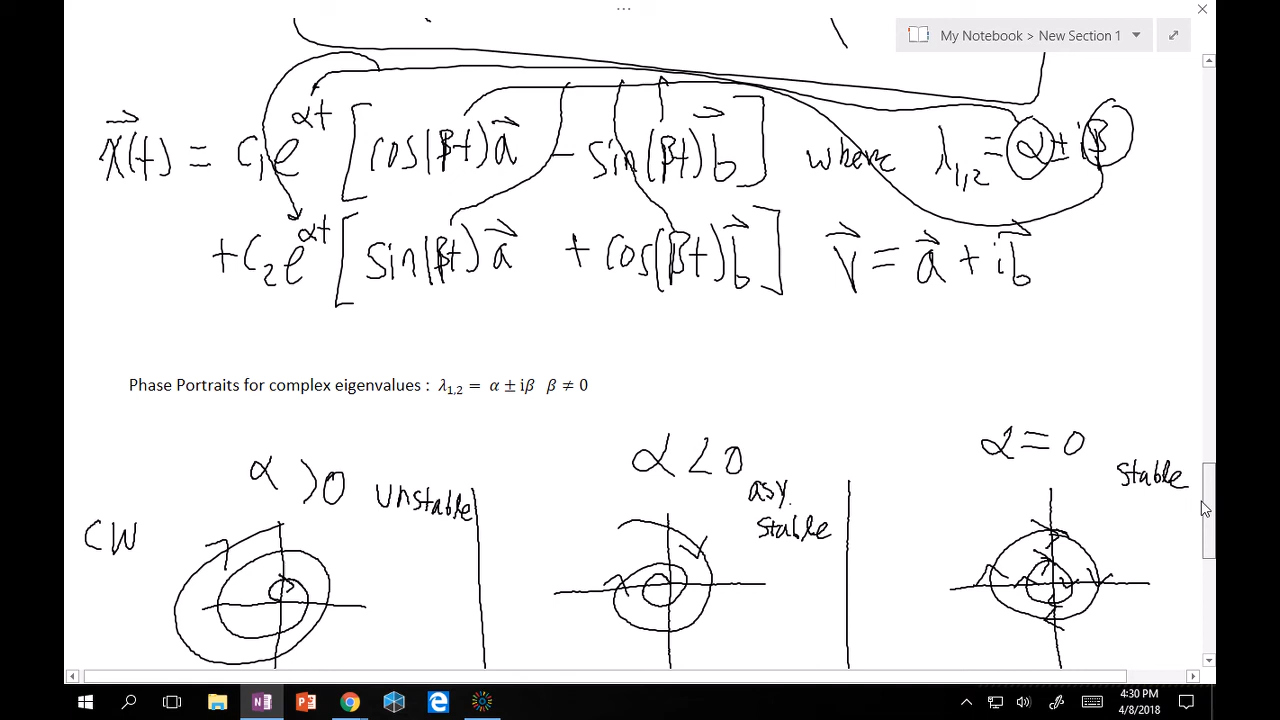 My Notebook > New Section 1
x⃗(t) = c₁e^αt [cos(βt)a⃗ − sin(βt)b⃗] where λ₁,₂ = α ± iβ
+ c₂e^αt [sin(βt)a⃗ + cos(βt)b⃗] v⃗ = a⃗ + ib⃗
Phase Portraits for complex eigenvalues : λ₁,₂ = α ± iβ β ≠ 0
α > 0 unstable
α < 0 asy. stable
α = 0 stable
CW
4:30 PM
4/8/2018